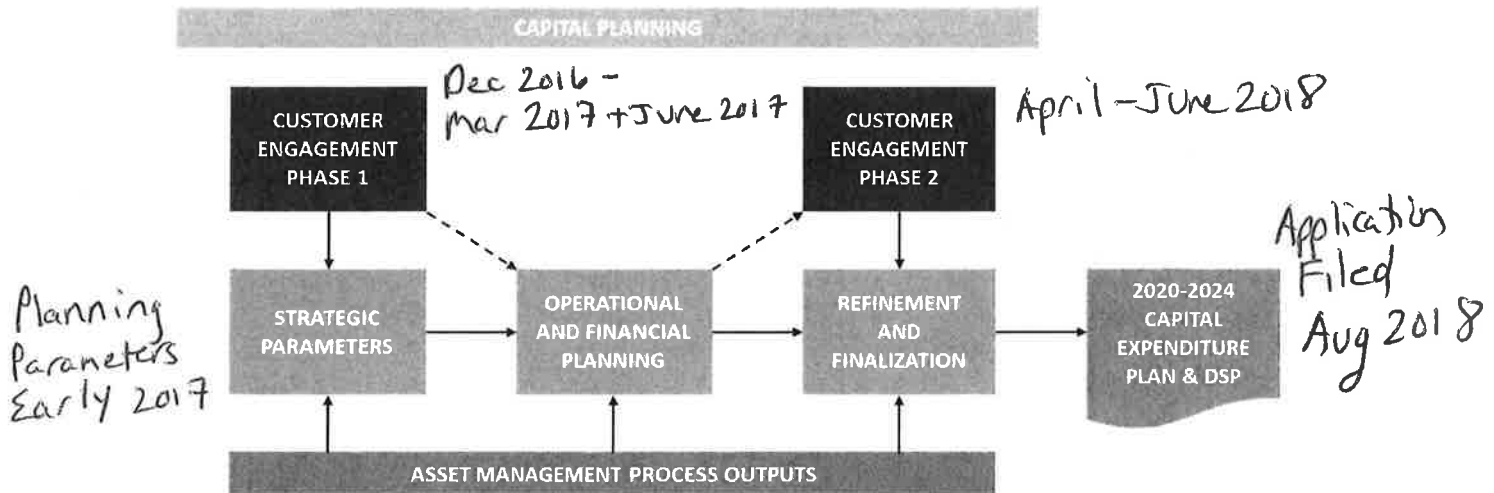 CAPITAL PLANNING
CUSTOMER
ENGAGEMENT
PHASE 1
Dec 2016 -
Mar 2017 + June 2017
CUSTOMER
ENGAGEMENT
PHASE 2
April - June 2018
Planning
Parameters
Early 2017
STRATEGIC
PARAMETERS
OPERATIONAL
AND FINANCIAL
PLANNING
REFINEMENT
AND
FINALIZATION
2020-2024
CAPITAL
EXPENDITURE
PLAN & DSP
Application
Filed
Aug 2018
ASSET MANAGEMENT PROCESS OUTPUTS